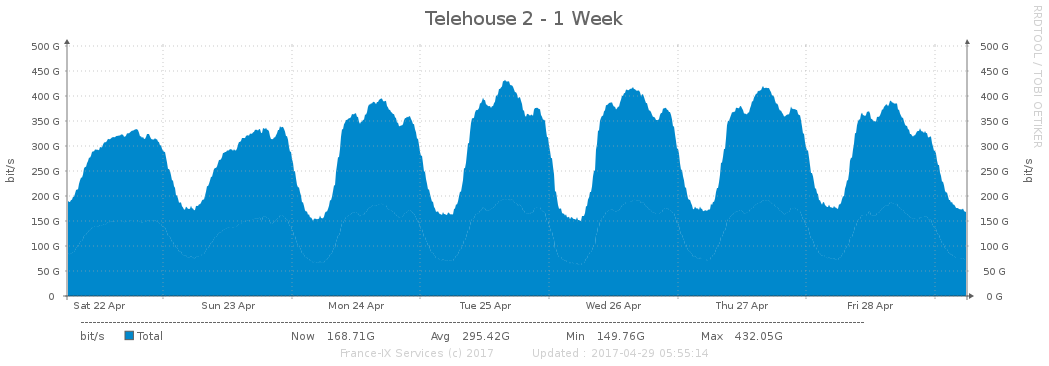 Telehouse 2 - 1 Week
RRDTOOL / TOBI OETIKER
500 G 500 G
450 G 450 G
400 G 400 G
350 G 350 G
300 G 300 G
250 G 250 G
200 G 200 G
150 G 150 G
100 G 100 G
50 G 50 G
0 0 G
bit/s bit/s
Sat 22 Apr Sun 23 Apr Mon 24 Apr Tue 25 Apr Wed 26 Apr Thu 27 Apr Fri 28 Apr
bit/s Total Now 168.71G Avg 295.42G Min 149.76G Max 432.05G
France-IX Services (c) 2017 Updated : 2017-04-29 05:55:14